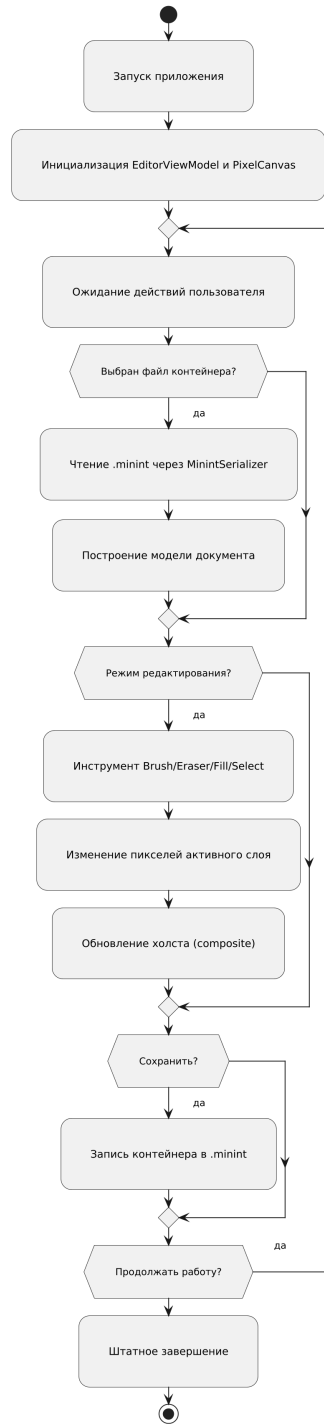 Запуск приложения
Инициализация EditorViewModel и PixelCanvas
Ожидание действий пользователя
Выбран файл контейнера?
да
Чтение .minint через MinintSerializer
Построение модели документа
Режим редактирования?
да
Инструмент Brush/Eraser/Fill/Select
Изменение пикселей активного слоя
Обновление холста (composite)
Сохранить?
да
Запись контейнера в .minint
да
Продолжать работу?
Штатное завершение